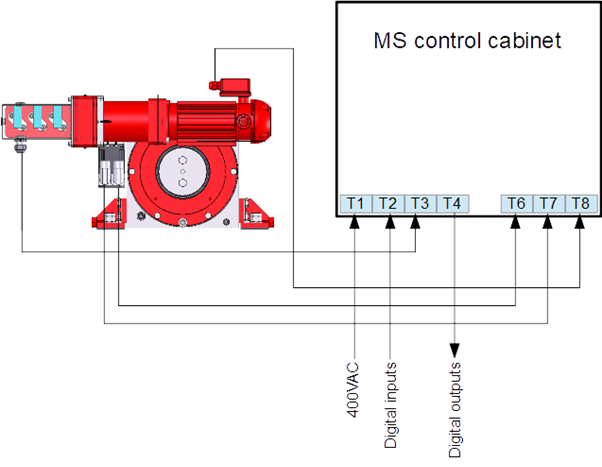 MS control cabinet
T1 T2 T3 T4 T6 T7 T8
400VAC
Digital inputs
Digital outputs